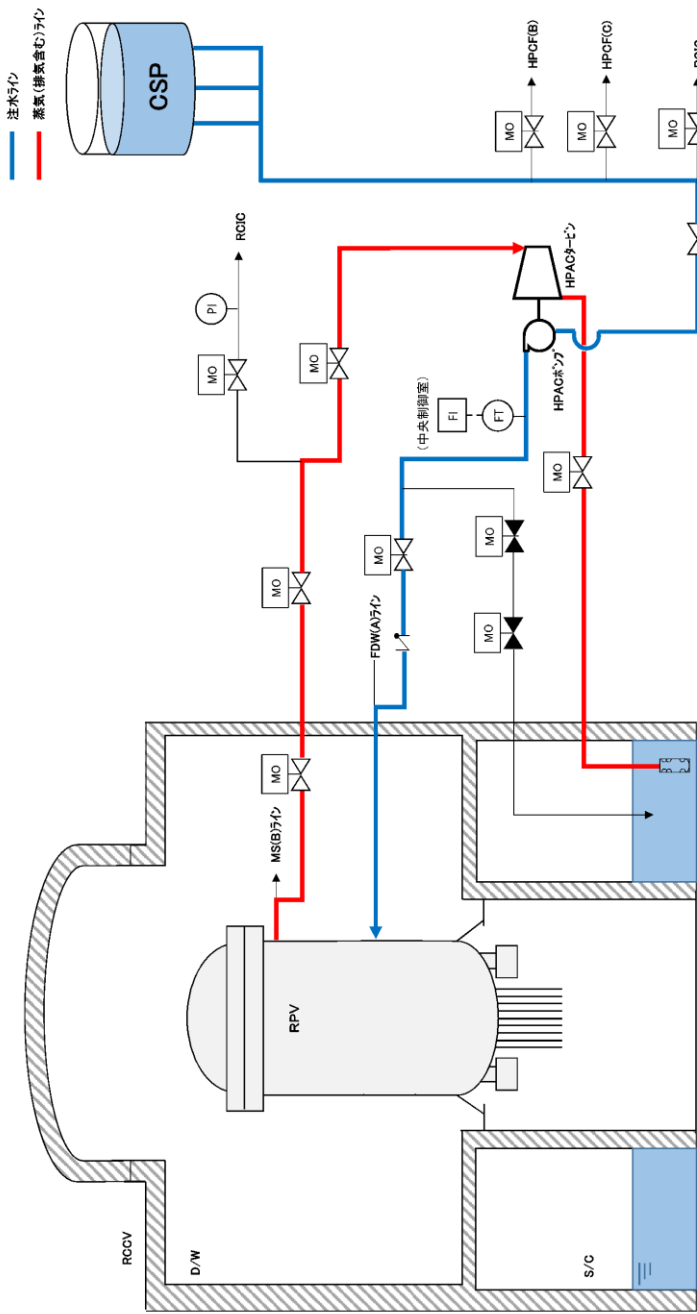 注水ライン
蒸気(排気含む)ライン
CSP
RCIC
PI
MO
MO
MO
MO
HPCF(B)
MO
HPCF(C)
MO
RCIC
MO
HPACタービン
HPACポンプ
(中央制御室)
FI
FT
MO
MO
MO
MO
FDW(A)ライン
MS(B)ライン
RPV
RCCV
D/W
S/C